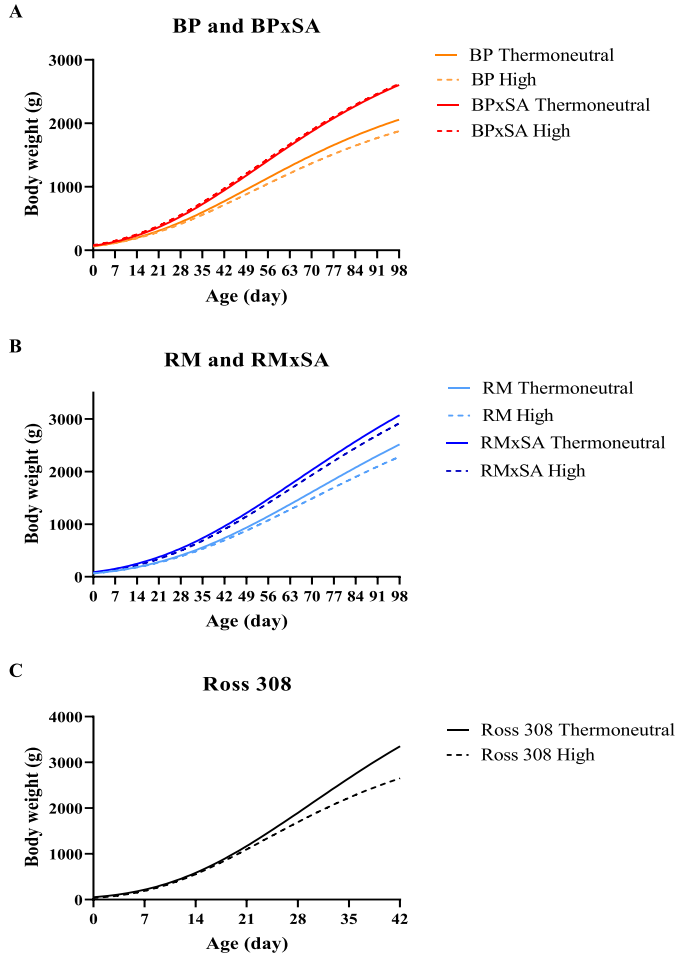 A
BP and BPxSA
BP Thermoneutral
BP High
BPxSA Thermoneutral
BPxSA High
Body weight (g)
3000
2000
1000
0
0 7 14 21 28 35 42 49 56 63 70 77 84 91 98
Age (day)
B
RM and RMxSA
RM Thermoneutral
RM High
RMxSA Thermoneutral
RMxSA High
Body weight (g)
3000
2000
1000
0
0 7 14 21 28 35 42 49 56 63 70 77 84 91 98
Age (day)
C
Ross 308
Ross 308 Thermoneutral
Ross 308 High
Body weight (g)
4000
3000
2000
1000
0
0 7 14 21 28 35 42
Age (day)